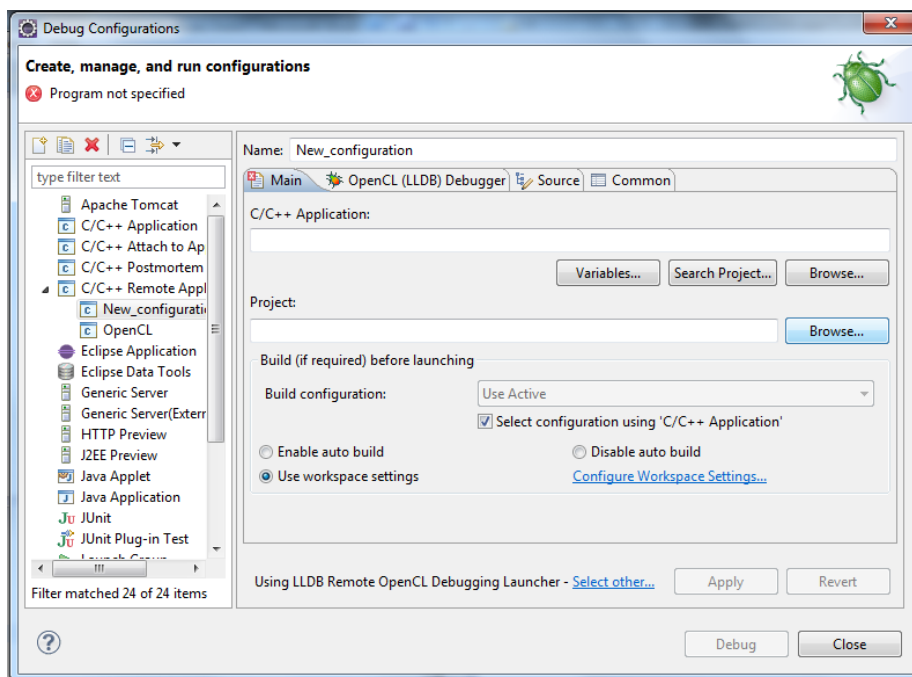 Debug Configurations
Create, manage, and run configurations
Program not specified
type filter text
Apache Tomcat
C/C++ Application
C/C++ Attach to Ap
C/C++ Postmortem
C/C++ Remote Appl
New_configurati
OpenCL
Eclipse Application
Eclipse Data Tools
Generic Server
Generic Server(Extern
HTTP Preview
J2EE Preview
Java Applet
Java Application
JUnit
JUnit Plug-in Test
Filter matched 24 of 24 items
Name: New_configuration
Main OpenCL (LLDB) Debugger Source Common
C/C++ Application:
Variables... Search Project... Browse...
Project:
Browse...
Build (if required) before launching
Build configuration: Use Active
Select configuration using 'C/C++ Application'
Enable auto build Disable auto build
Use workspace settings Configure Workspace Settings...
Using LLDB Remote OpenCL Debugging Launcher - Select other... Apply Revert
Debug Close